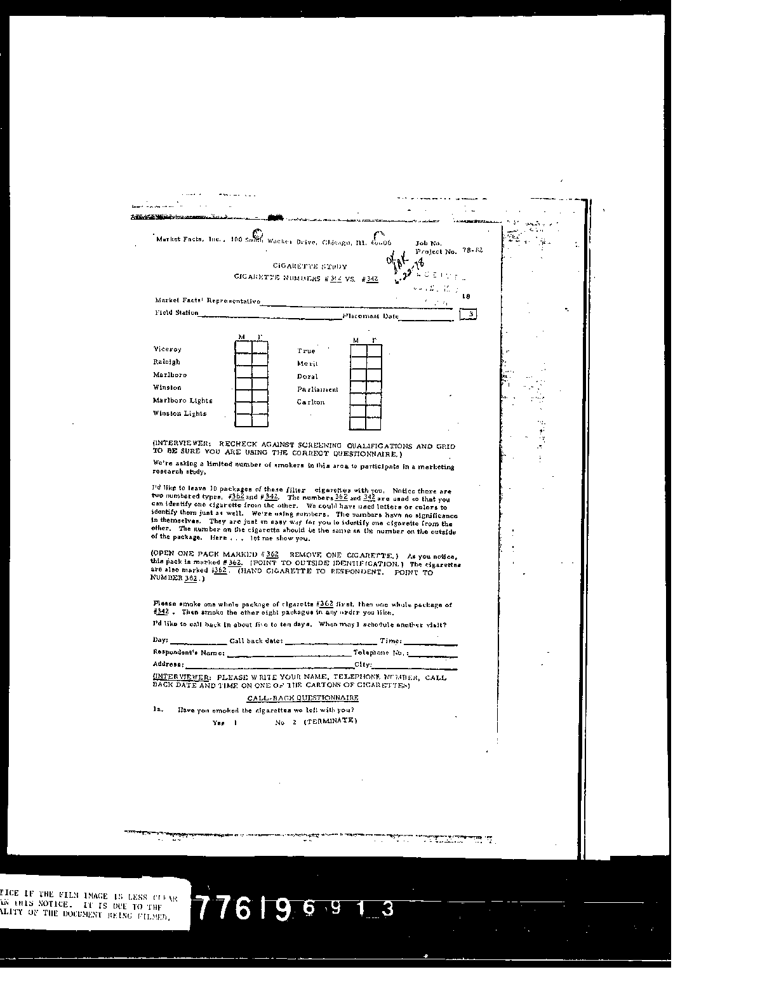 Market Facts, Inc., 100 South Wacker Drive, Chicago, Ill. 60606
Job No.
Project No. 78-82
CIGARETTE STUDY
OK
CIGARETTE NUMBERS #362 VS. #342
6-22-78
18
Market Facts' Representative
Field Station Placement Date 3
M F M F
Viceroy True
Raleigh Merit
Marlboro Doral
Winston Parliament
Marlboro Lights Carlton
Winston Lights
(INTERVIEWER: RECHECK AGAINST SCREENING QUALIFICATIONS AND GRID
TO BE SURE YOU ARE USING THE CORRECT QUESTIONNAIRE.)
We're asking a limited number of smokers in this area to participate in a marketing
research study.
I'd like to leave 10 packages of these filter cigarettes with you. Notice there are
two numbered types, #362 and #342. The numbers 362 and 342 are used so that you
can identify one cigarette from the other. We could have used letters or colors to
identify them just as well. We're using numbers. The numbers have no significance
in themselves. They are just an easy way for you to identify one cigarette from the
other. The number on the cigarette should be the same as the number on the outside
of the package. Here . . . let me show you.
(OPEN ONE PACK MARKED #362 REMOVE ONE CIGARETTE.) As you notice,
this pack is marked #362. (POINT TO OUTSIDE IDENTIFICATION.) The cigarettes
are also marked #362. (HAND CIGARETTE TO RESPONDENT. POINT TO
NUMBER 362.)
Please smoke one whole package of cigarette #362 first, then one whole package of
#342 . Then smoke the other eight packages in any order you like.
I'd like to call back in about five to ten days. When may I schedule another visit?
Day: Call back date: Time:
Respondent's Name: Telephone No.:
Address: City:
(INTERVIEWER: PLEASE WRITE YOUR NAME, TELEPHONE NUMBER, CALL
BACK DATE AND TIME ON ONE OF THE CARTONS OF CIGARETTES)
CALL-BACK QUESTIONNAIRE
1a. Have you smoked the cigarettes we left with you?
Yes 1 No 2 (TERMINATE)
TICE IF THE FILM IMAGE IS LESS CLEAR
AN THIS NOTICE. IT IS DUE TO THE
ALITY OF THE DOCUMENT BEING FILMED.
776196913